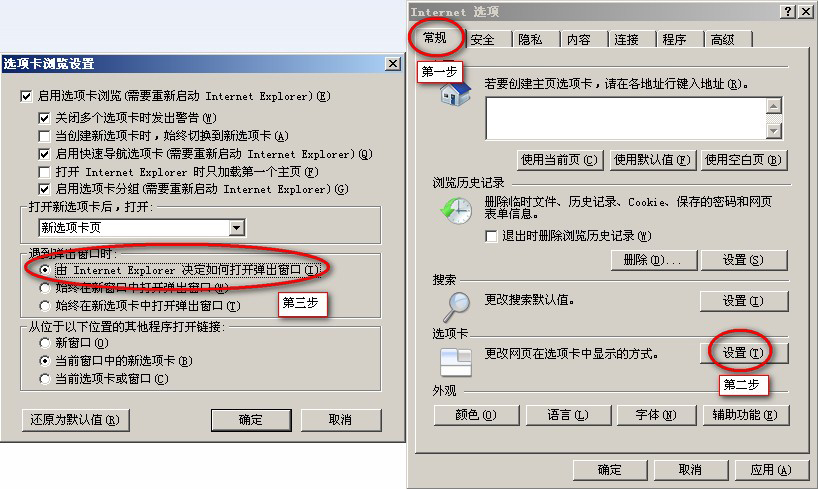 选项卡浏览设置
启用选项卡浏览(需要重新启动 Internet Explorer)(E)
关闭多个选项卡时发出警告(W)
当创建新选项卡时，始终切换到新选项卡(A)
启用快速导航选项卡(需要重新启动 Internet Explorer)(Q)
打开 Internet Explorer 时只加载第一个主页(F)
启用选项卡分组(需要重新启动 Internet Explorer)(G)
打开新选项卡后，打开:
新选项卡页
遇到弹出窗口时:
由 Internet Explorer 决定如何打开弹出窗口(I)
始终在新窗口中打开弹出窗口(W)
始终在新选项卡中打开弹出窗口(T)
第三步
从位于以下位置的其他程序打开链接:
新窗口(O)
当前窗口中的新选项卡(B)
当前选项卡或窗口(C)
还原为默认值(R)
确定
取消
Internet 选项
常规
安全
隐私
内容
连接
程序
高级
第一步
若要创建主页选项卡，请在各地址行键入地址(R)。
使用当前页(C)
使用默认值(F)
使用空白页(B)
浏览历史记录
删除临时文件、历史记录、Cookie、保存的密码和网页
表单信息。
退出时删除浏览历史记录(W)
删除(D)...
设置(S)
搜索
更改搜索默认值。
设置(I)
选项卡
更改网页在选项卡中显示的方式。
设置(T)
第二步
外观
颜色(O)
语言(L)
字体(N)
辅助功能(E)
确定
取消
应用(A)